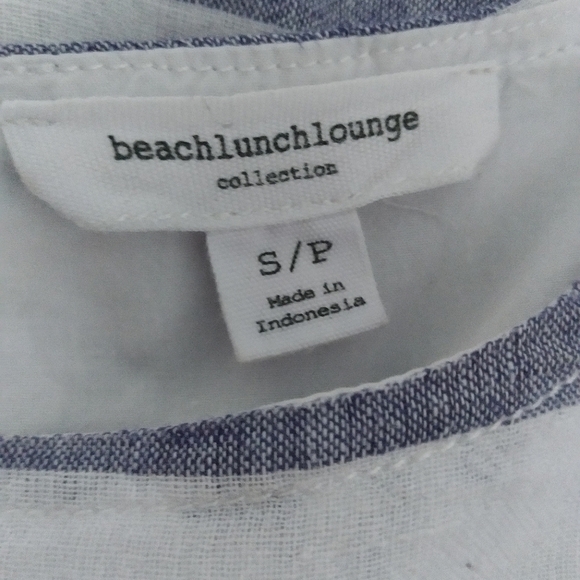 beachlunchlounge
collection
S/P
Made in
Indonesia